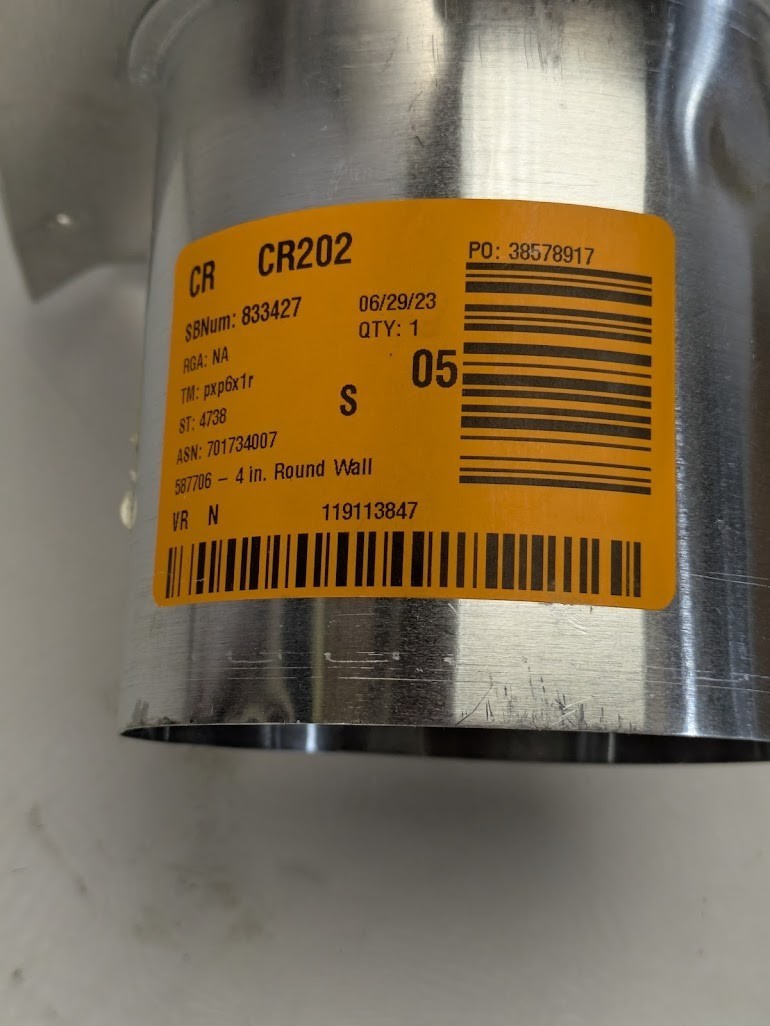 CR CR202
PO: 38578917
SBNum: 833427
06/29/23
QTY: 1
RGA: NA
TM: pxp6x1r
S
05
ST: 4738
ASN: 701734007
587706 – 4 in. Round Wall
VR N
119113847